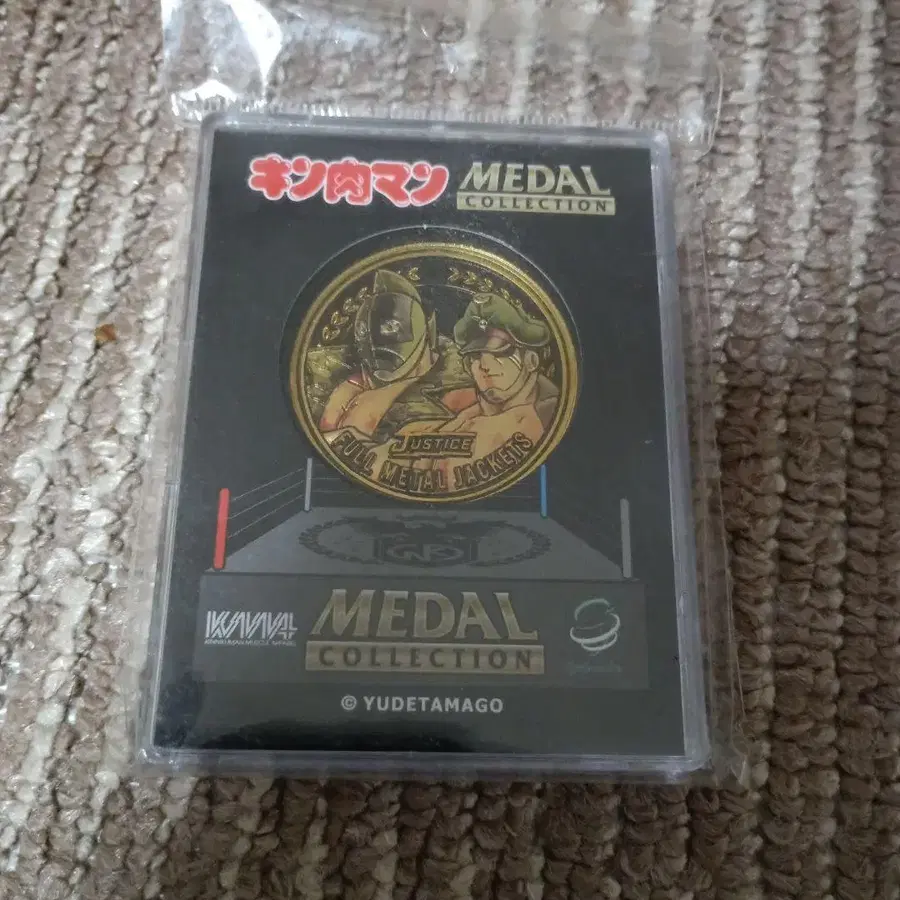 キン肉マン
MEDAL
COLLECTION
JUSTICE
FULL METAL JACKETS
MEDAL
COLLECTION
© YUDETAMAGO